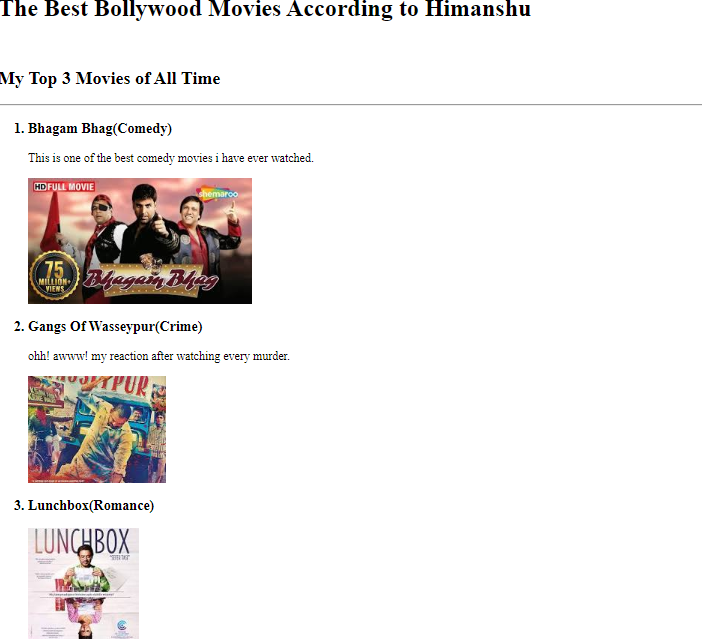 The Best Bollywood Movies According to Himanshu
My Top 3 Movies of All Time
1. Bhagam Bhag(Comedy)
This is one of the best comedy movies i have ever watched.
HD FULL MOVIE
shemaroo
75
MILLION+
VIEWS
Bhagam Bhag
2. Gangs Of Wasseypur(Crime)
ohh! awww! my reaction after watching every murder.
3. Lunchbox(Romance)
LUNCHBOX